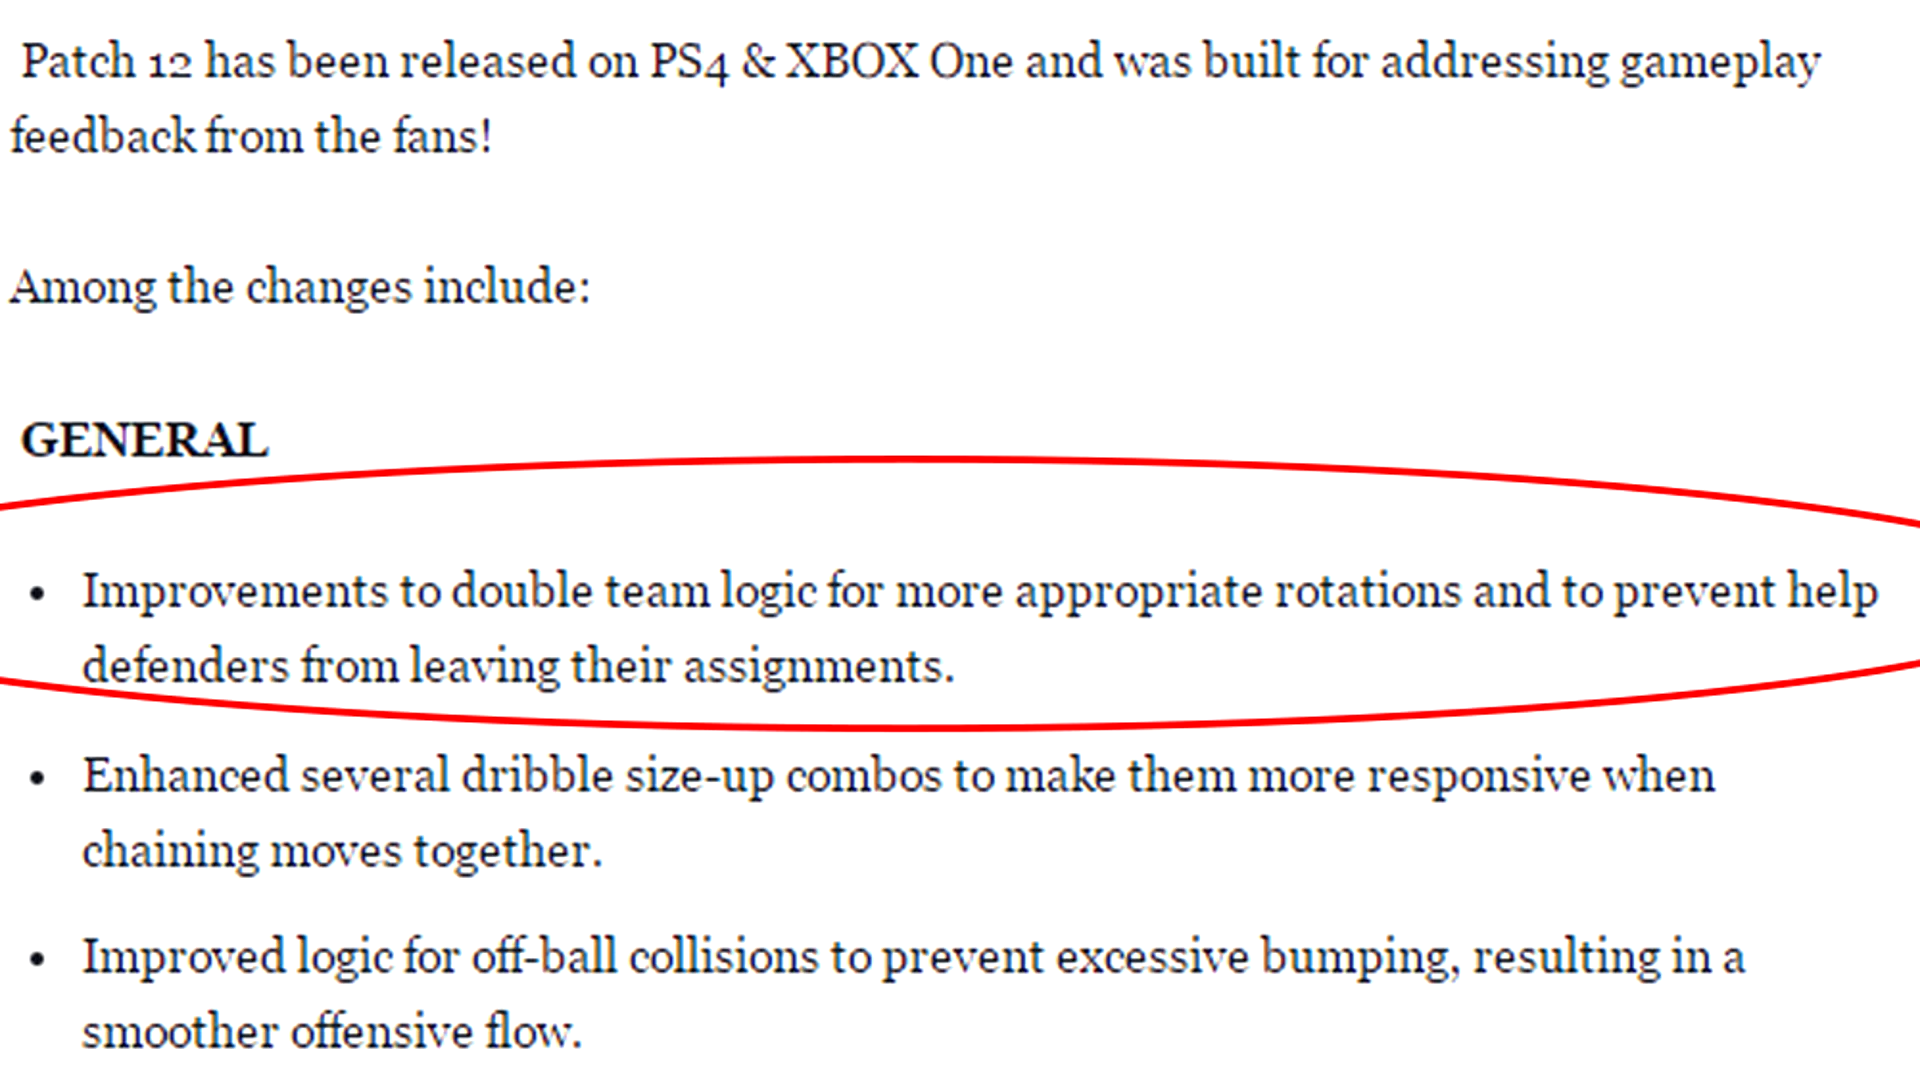 Patch 12 has been released on PS4 & XBOX One and was built for addressing gameplay
feedback from the fans!
Among the changes include:
GENERAL
• Improvements to double team logic for more appropriate rotations and to prevent help
defenders from leaving their assignments.
• Enhanced several dribble size-up combos to make them more responsive when
chaining moves together.
• Improved logic for off-ball collisions to prevent excessive bumping, resulting in a
smoother offensive flow.